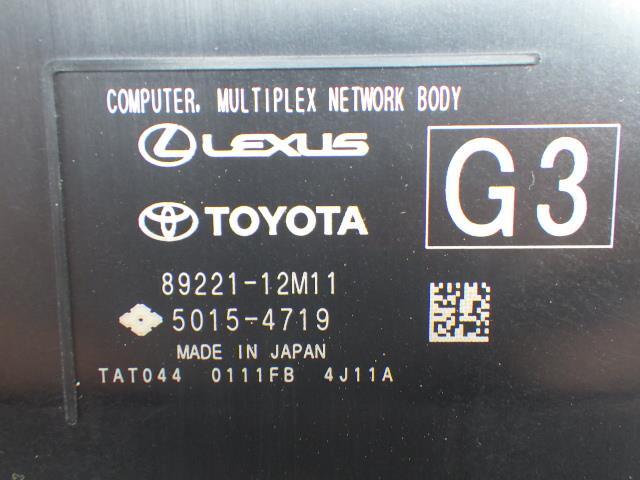 COMPUTER, MULTIPLEX NETWORK BODY
LEXUS
G3
TOYOTA
89221-12M11
5015-4719
MADE IN JAPAN
TAT044 0111FB 4J11A